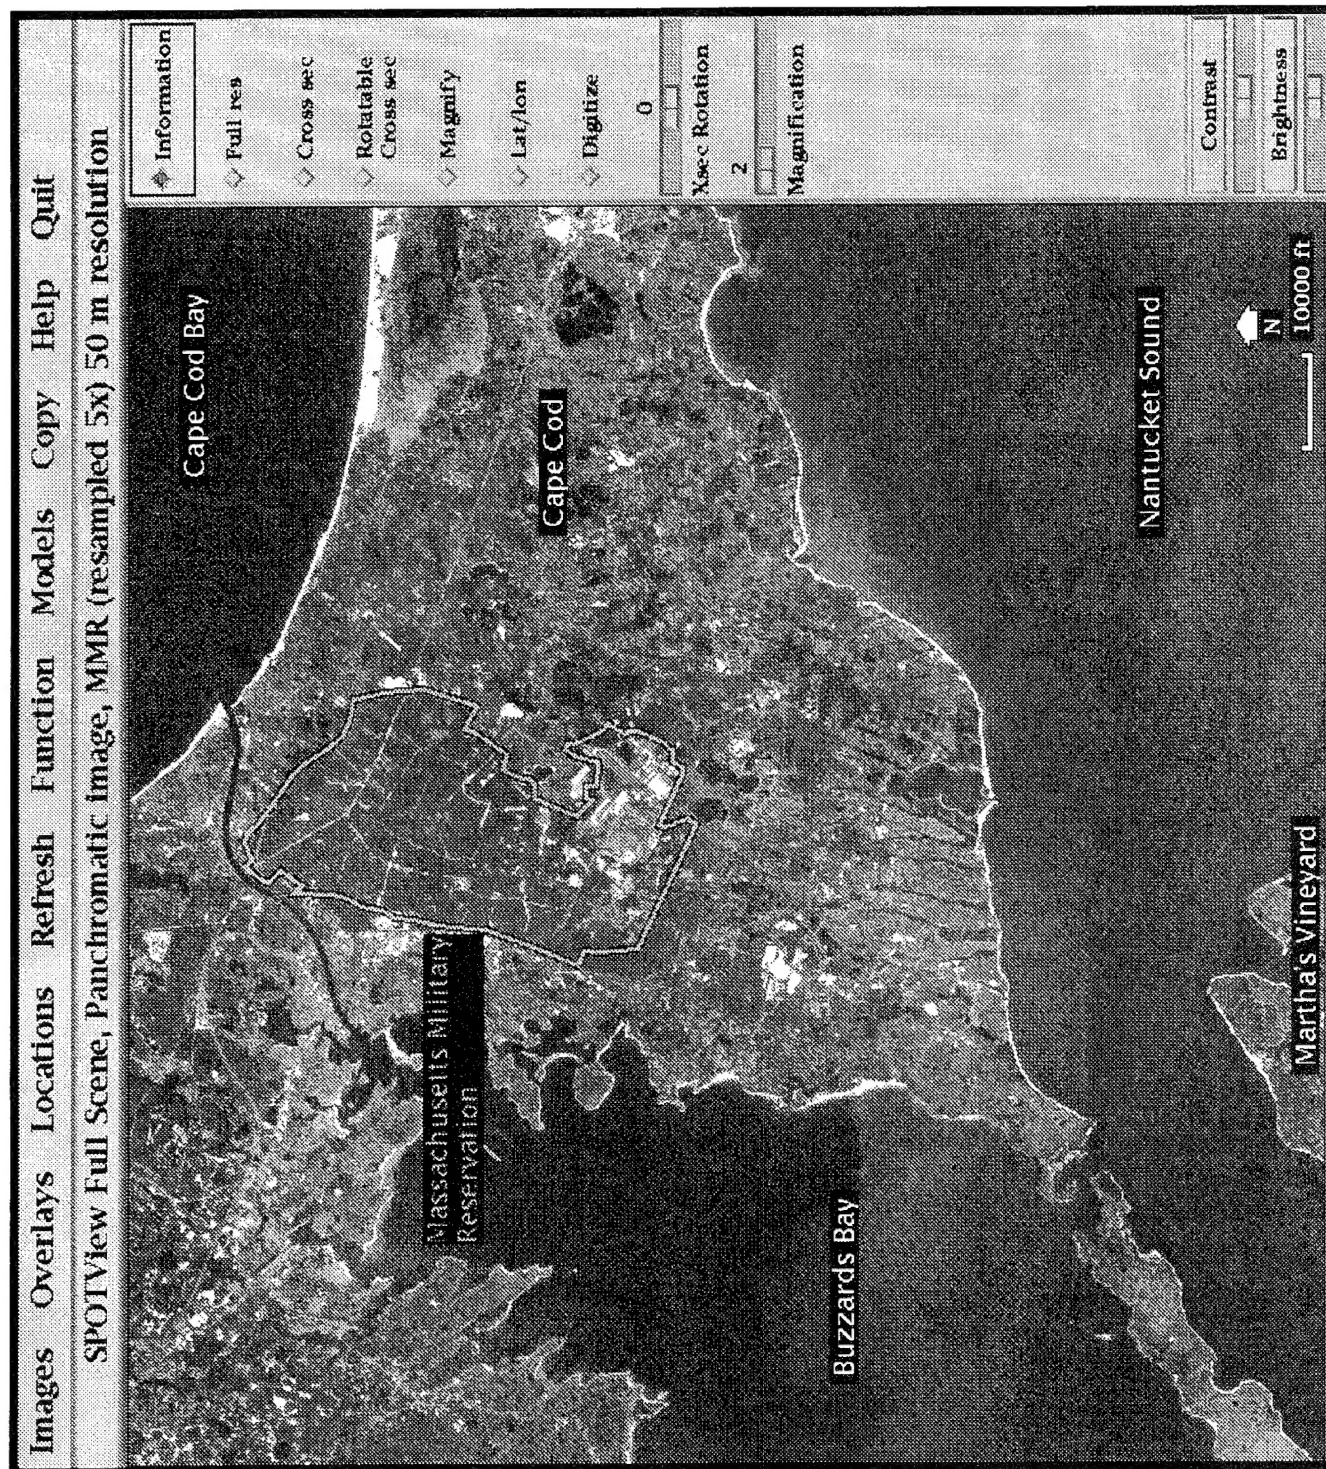 Images Overlays Locations Refresh Function Models Copy Help Quit
SPOTView Full Scene, Panchromatic image, MMR (resampled 5x) 50 m resolution
Cape Cod Bay
Massachusetts Military
Reservation
Cape Cod
Buzzards Bay
Nantucket Sound
Martha's Vineyard
N
10000 ft
Information
Full res
Cross sec
Rotatable
Cross sec
Magnify
Lat/lon
Digitize
0
Xsec Rotation
2
Magnification
Contrast
Brightness